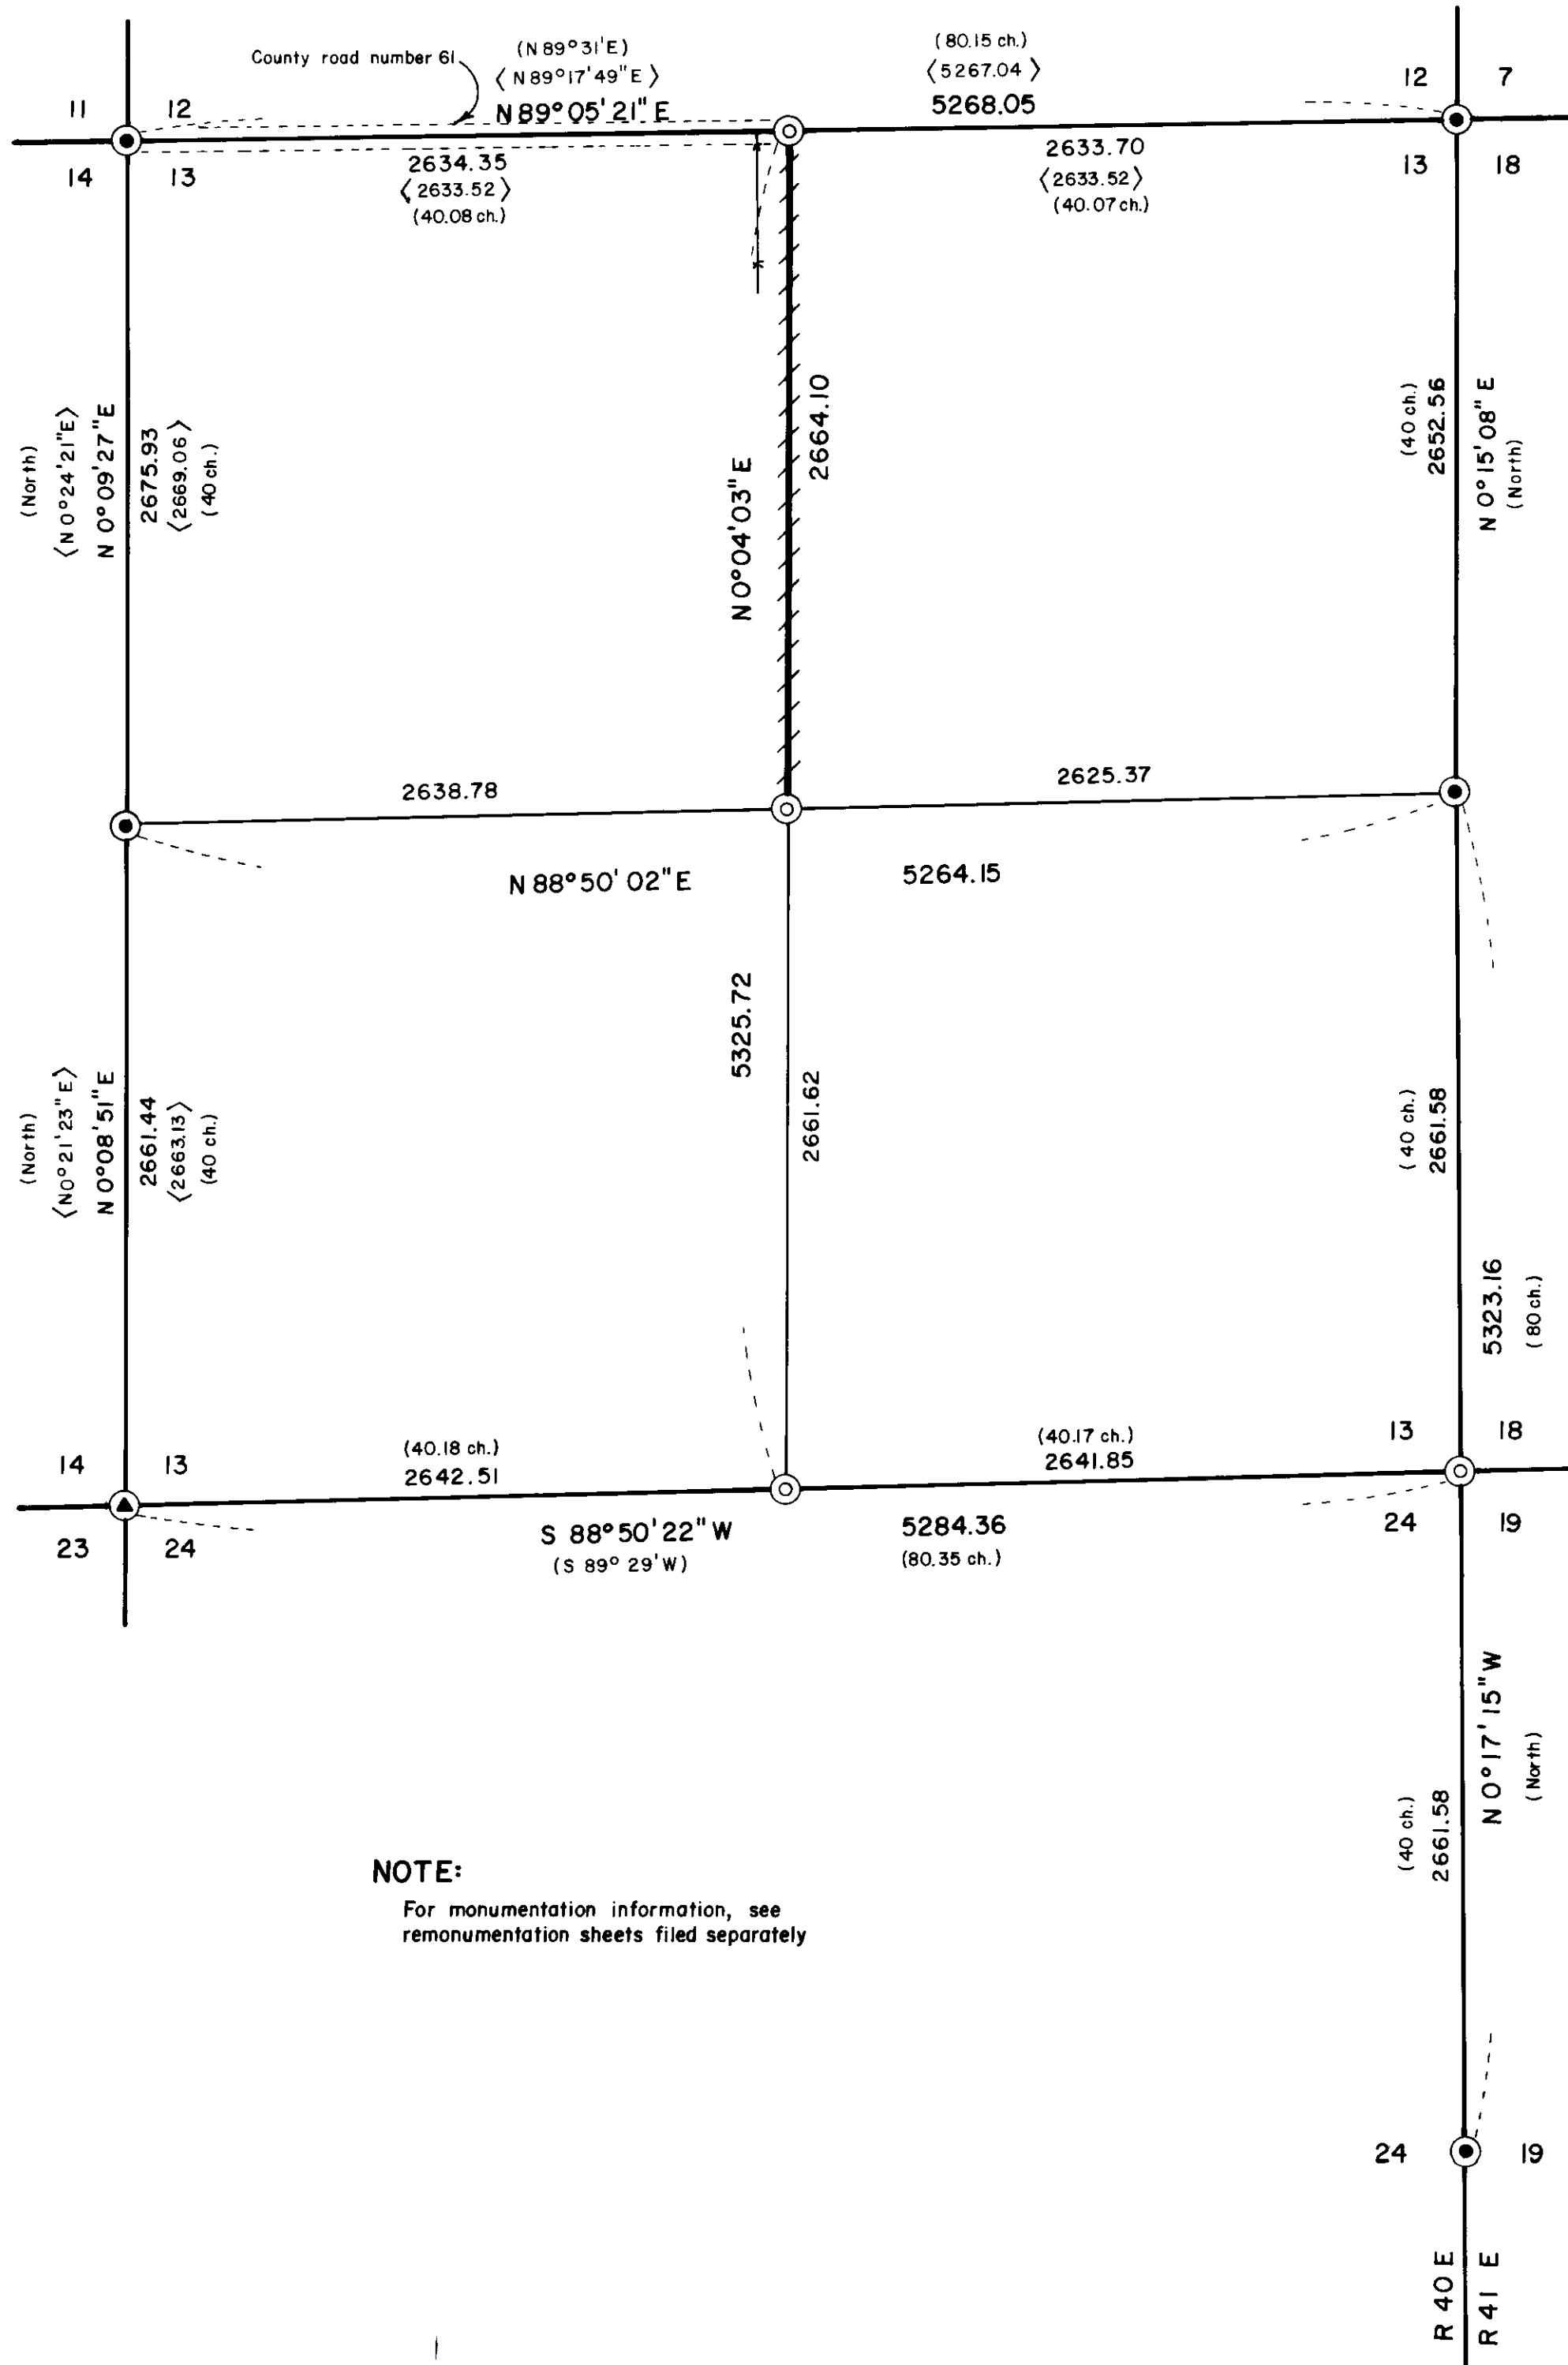 County road number 61
(N 89°31'E)
⟨N 89°17'49"E⟩
N 89°05'21" E
(80.15 ch.)
⟨5267.04⟩
5268.05
11
12
12
7
14
13
2634.35
⟨2633.52⟩
(40.08 ch.)
2633.70
⟨2633.52⟩
(40.07 ch.)
13
18
(North)
⟨N 0°24'21"E⟩
N 0°09'27"E
2675.93
⟨2669.06⟩
(40 ch.)
N 0°04'03" E
2664.10
(40 ch.)
2652.56
N 0°15'08" E
(North)
2638.78
2625.37
N 88°50'02"E
5264.15
(North)
⟨N0°21'23"E⟩
N 0°08'51"E
2661.44
⟨2663.13⟩
(40 ch.)
5325.72
2661.62
(40 ch.)
2661.58
5323.16
(80 ch.)
14
13
(40.18 ch.)
2642.51
(40.17 ch.)
2641.85
13
18
23
24
S 88°50'22" W
(S 89° 29'W)
5284.36
(80.35 ch.)
24
19
(40 ch.)
2661.58
N 0°17'15"W
(North)
NOTE:
For monumentation information, see
remonumentation sheets filed separately
24
19
R 40 E
R 41 E